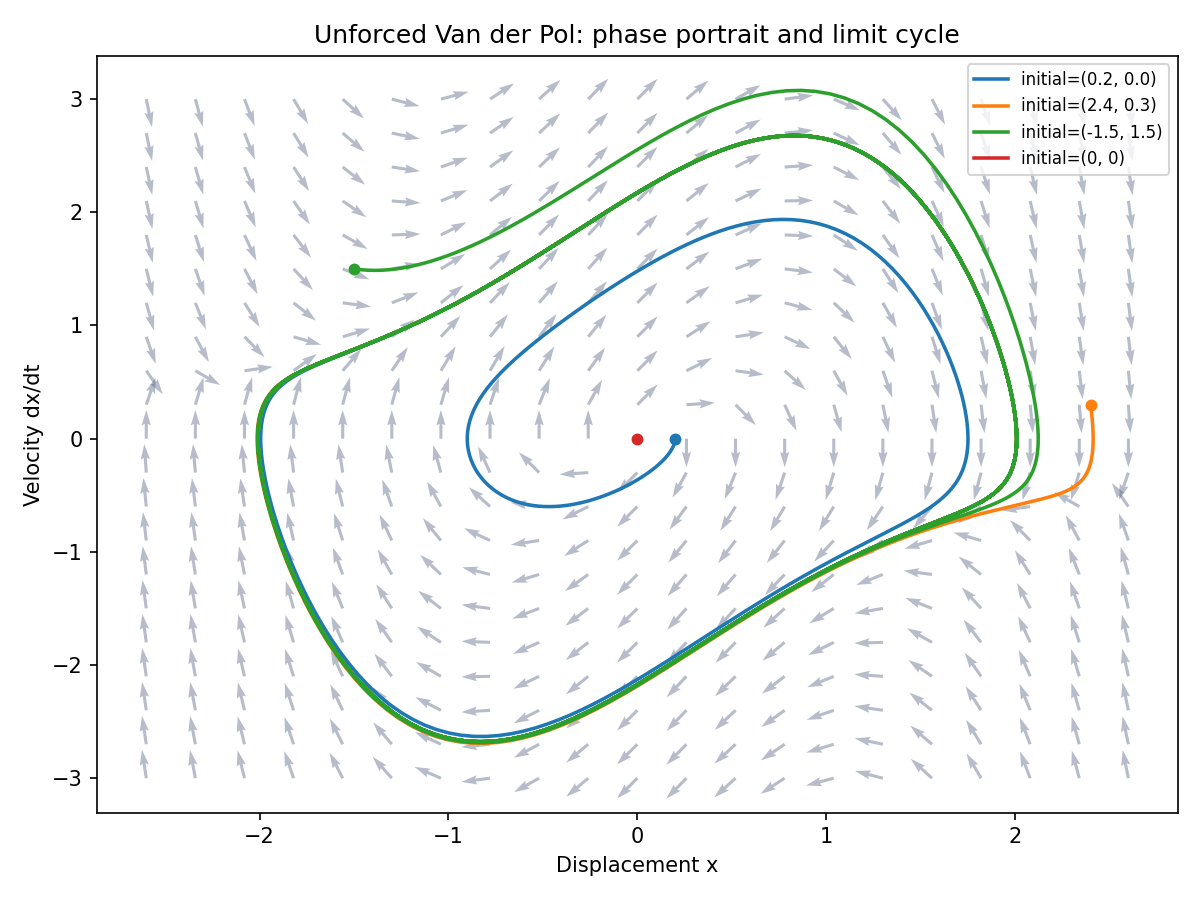 Unforced Van der Pol: phase portrait and limit cycle
initial=(0.2, 0.0)
initial=(2.4, 0.3)
initial=(-1.5, 1.5)
initial=(0, 0)
Velocity dx/dt
3
2
1
0
−1
−2
−3
−2 −1 0 1 2
Displacement x